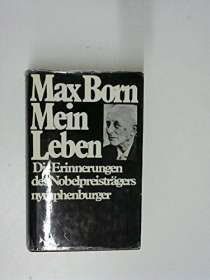 Max Born
Mein
Leben
Die Erinnerungen
des Nobelpreisträgers
nymphenburger